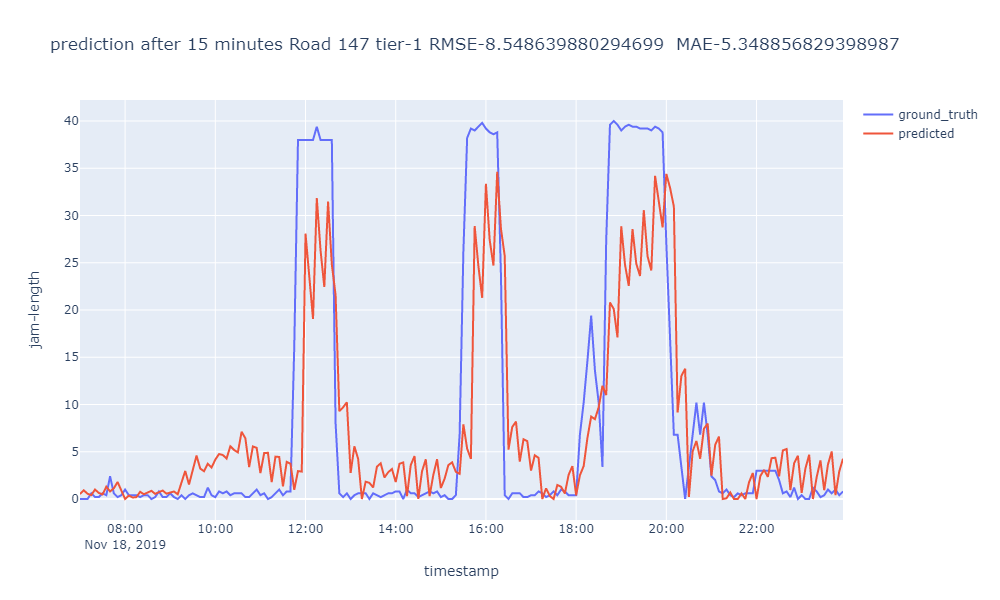 prediction after 15 minutes Road 147 tier-1 RMSE-8.548639880294699  MAE-5.348856829398987
ground_truth
predicted
40
35
30
25
20
15
10
5
0
jam-length
08:00 10:00 12:00 14:00 16:00 18:00 20:00 22:00
Nov 18, 2019
timestamp